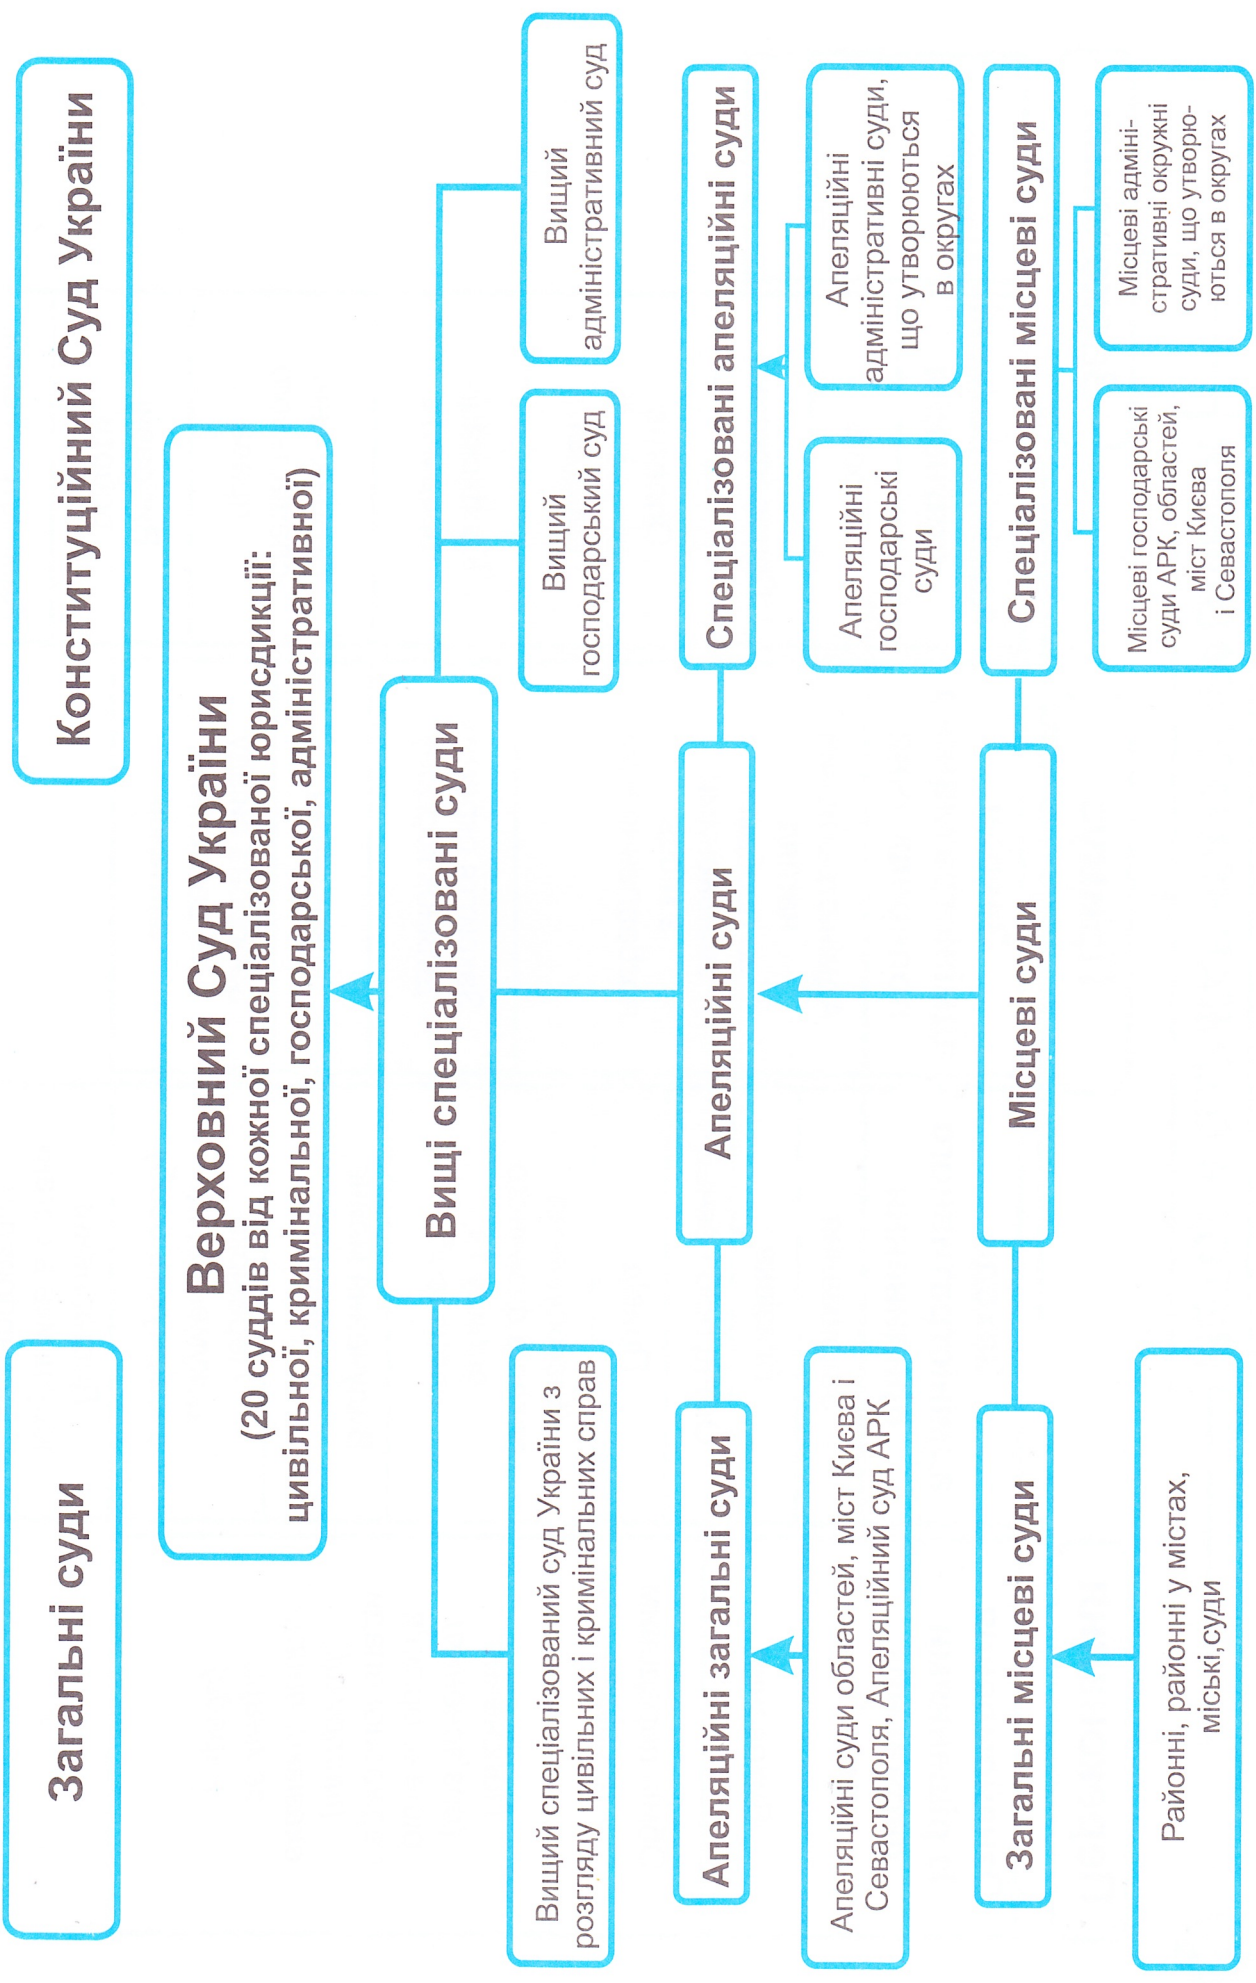 Загальні суди
Конституційний Суд України
Верховний Суд України
(20 суддів від кожної спеціалізованої юрисдикції:
цивільної, кримінальної, господарської, адміністративної)
Вищі спеціалізовані суди
Вищий спеціалізований суд України з
розгляду цивільних і кримінальних справ
Вищий
господарський суд
Вищий
адміністративний суд
Апеляційні загальні суди
Апеляційні суди
Спеціалізовані апеляційні суди
Апеляційні суди областей, міст Києва і
Севастополя, Апеляційний суд АРК
Апеляційні
господарські
суди
Апеляційні
адміністративні суди,
що утворюються
в округах
Загальні місцеві суди
Місцеві суди
Спеціалізовані місцеві суди
Районні, районні у містах,
міські, суди
Місцеві господарські
суди АРК, областей,
міст Києва
і Севастополя
Місцеві адміні-
стративні окружні
суди, що утворю-
ються в округах